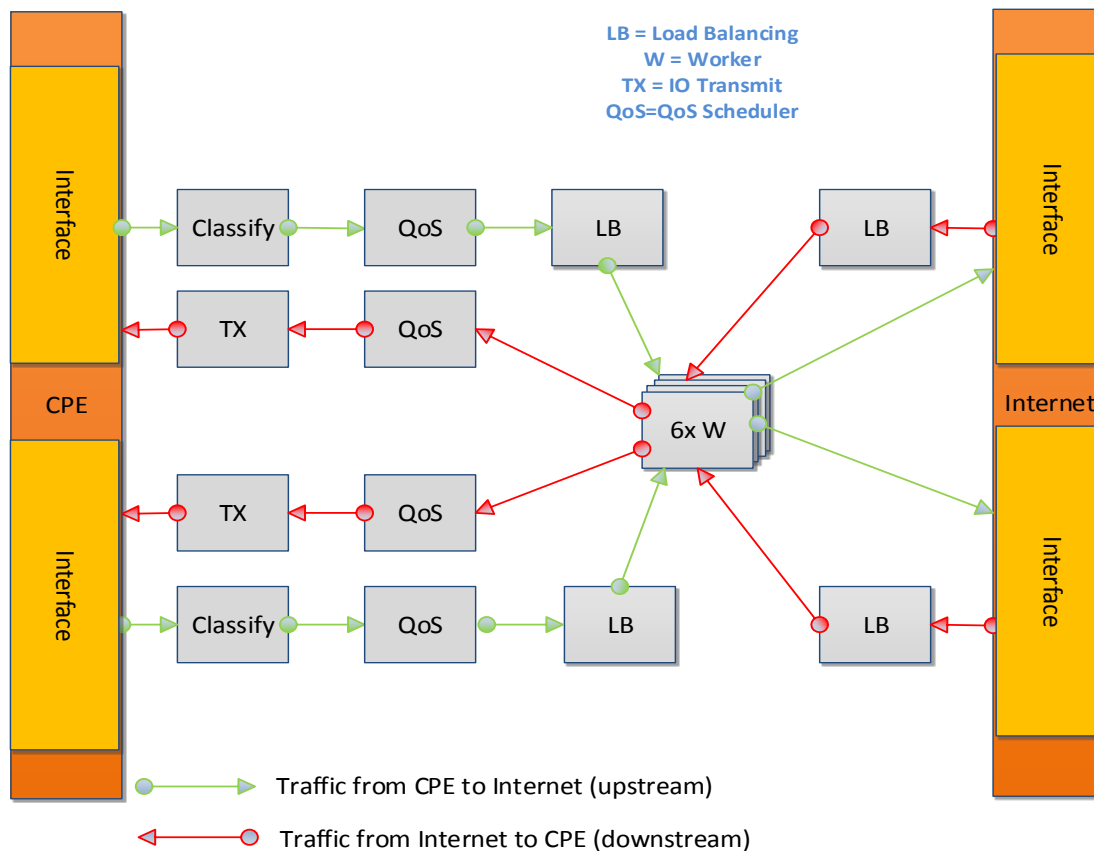 LB = Load Balancing
W = Worker
TX = IO Transmit
QoS=QoS Scheduler
Interface
Interface
Classify
QoS
LB
LB
TX
QoS
CPE
6x W
Internet
TX
QoS
Interface
Interface
Classify
QoS
LB
LB
Traffic from CPE to Internet (upstream)
Traffic from Internet to CPE (downstream)